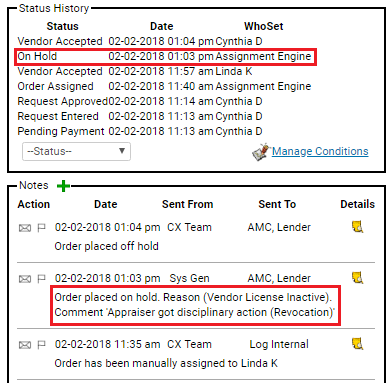 Status History
Status Date WhoSet
Vendor Accepted 02-02-2018 01:04 pm Cynthia D
On Hold 02-02-2018 01:03 pm Assignment Engine
Vendor Accepted 02-02-2018 11:57 am Linda K
Order Assigned 02-02-2018 11:40 am Assignment Engine
Request Approved 02-02-2018 11:14 am Cynthia D
Request Entered 02-02-2018 11:13 am Cynthia D
Pending Payment 02-02-2018 11:13 am Cynthia D
--Status-- Manage Conditions
Notes
Action Date Sent From Sent To Details
02-02-2018 01:04 pm CX Team AMC, Lender
Order placed off hold
02-02-2018 01:03 pm Sys Gen AMC, Lender
Order placed on hold. Reason (Vendor License Inactive).
Comment 'Appraiser got disciplinary action (Revocation)'
02-02-2018 11:35 am CX Team Log Internal
Order has been manually assigned to Linda K